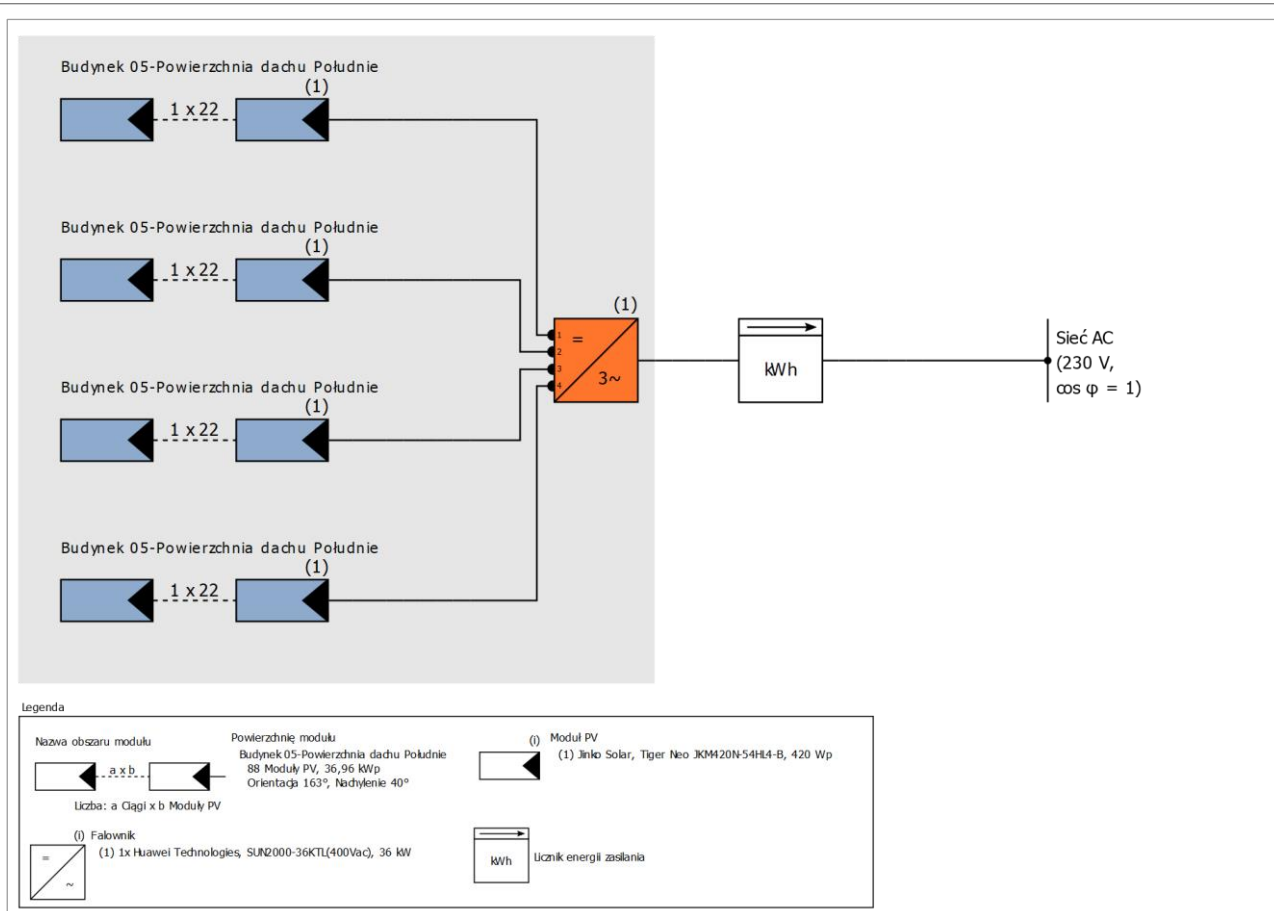 Budynek 05-Powierzchnia dachu Południe
(1)
1 x 22
Budynek 05-Powierzchnia dachu Południe
(1)
1 x 22
(1)
1
=
2
3
3~
4
kWh
Sieć AC
(230 V,
cos φ = 1)
Budynek 05-Powierzchnia dachu Południe
(1)
1 x 22
Budynek 05-Powierzchnia dachu Południe
(1)
1 x 22
Legenda
Nazwa obszaru modułu
a x b
Liczba: a Ciągi x b Moduły PV
Powierzchnię modułu
Budynek 05-Powierzchnia dachu Południe
88 Moduły PV, 36,96 kWp
Orientacja 163°, Nachylenie 40°
(i) Moduł PV
(1) Jinko Solar, Tiger Neo JKM420N-54HL4-B, 420 Wp
(i) Falownik
(1) 1x Huawei Technologies, SUN2000-36KTL(400Vac), 36 kW
=
~
kWh
Licznik energii zasilania